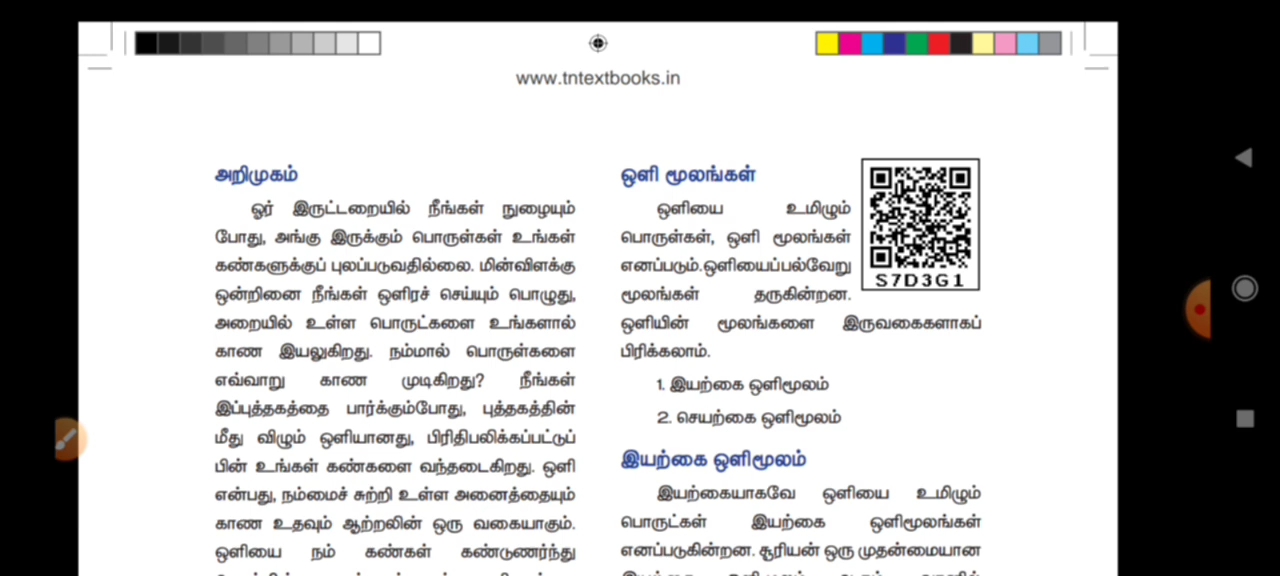 www.tntextbooks.in
அறிமுகம்
ஓர் இருட்டறையில் நீங்கள் நுழையும்
போது, அங்கு இருக்கும் பொருள்கள் உங்கள்
கண்களுக்குப் புலப்படுவதில்லை. மின்விளக்கு
ஒன்றினை நீங்கள் ஒளிரச் செய்யும் பொழுது,
அறையில் உள்ள பொருட்களை உங்களால்
காண இயலுகிறது. நம்மால் பொருள்களை
எவ்வாறு காண முடிகிறது? நீங்கள்
இப்புத்தகத்தை பார்க்கும்போது, புத்தகத்தின்
மீது விழும் ஒளியானது, பிரிதிபலிக்கப்பட்டுப்
பின் உங்கள் கண்களை வந்தடைகிறது. ஒளி
என்பது, நம்மைச் சுற்றி உள்ள அனைத்தையும்
காண உதவும் ஆற்றலின் ஒரு வகையாகும்.
ஒளியை நம் கண்கள் கண்டுணர்ந்து
ஒளி மூலங்கள்
ஒளியை உமிழும்
பொருள்கள், ஒளி மூலங்கள்
எனப்படும்.ஒளியைப்பல்வேறு
மூலங்கள் தருகின்றன.
ஒளியின் மூலங்களை இருவகைகளாகப்
பிரிக்கலாம்.
1. இயற்கை ஒளிமூலம்
2. செயற்கை ஒளிமூலம்
இயற்கை ஒளிமூலம்
இயற்கையாகவே ஒளியை உமிழும்
பொருட்கள் இயற்கை ஒளிமூலங்கள்
எனப்படுகின்றன. சூரியன் ஒரு முதன்மையான
S7D3G1